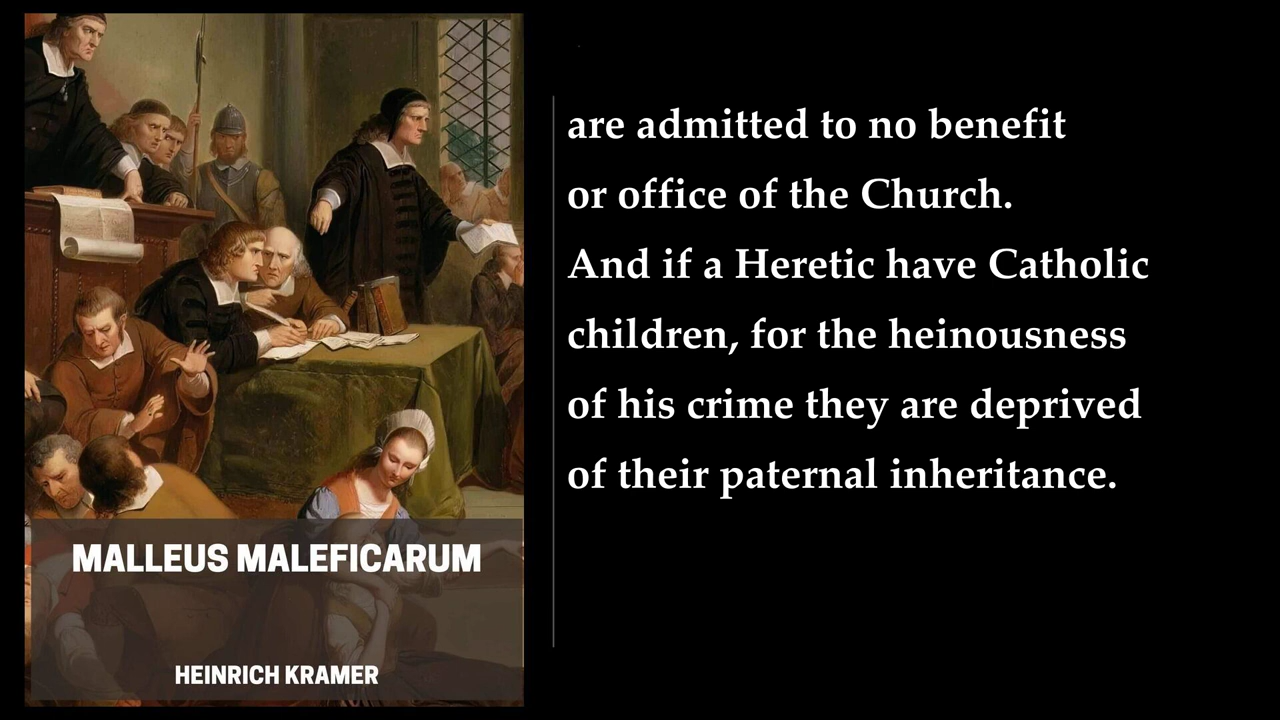 MALLEUS MALEFICARUM
HEINRICH KRAMER
are admitted to no benefit
or office of the Church.
And if a Heretic have Catholic
children, for the heinousness
of his crime they are deprived
of their paternal inheritance.